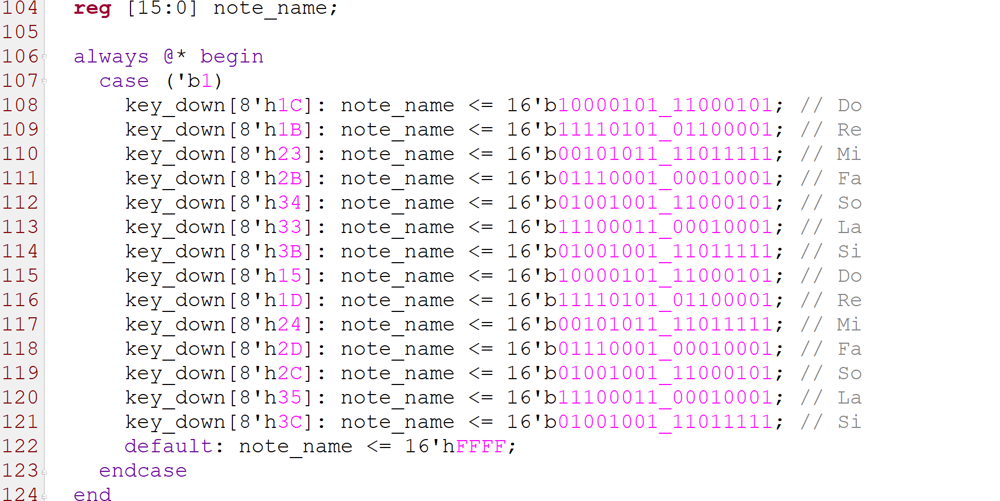 104 reg [15:0] note_name;
105
106 always @* begin
107 case ('b1)
108 key_down[8'h1C]: note_name <= 16'b10000101_11000101; // Do
109 key_down[8'h1B]: note_name <= 16'b11110101_01100001; // Re
110 key_down[8'h23]: note_name <= 16'b00101011_11011111; // Mi
111 key_down[8'h2B]: note_name <= 16'b01110001_00010001; // Fa
112 key_down[8'h34]: note_name <= 16'b01001001_11000101; // So
113 key_down[8'h33]: note_name <= 16'b11100011_00010001; // La
114 key_down[8'h3B]: note_name <= 16'b01001001_11011111; // Si
115 key_down[8'h15]: note_name <= 16'b10000101_11000101; // Do
116 key_down[8'h1D]: note_name <= 16'b11110101_01100001; // Re
117 key_down[8'h24]: note_name <= 16'b00101011_11011111; // Mi
118 key_down[8'h2D]: note_name <= 16'b01110001_00010001; // Fa
119 key_down[8'h2C]: note_name <= 16'b01001001_11000101; // So
120 key_down[8'h35]: note_name <= 16'b11100011_00010001; // La
121 key_down[8'h3C]: note_name <= 16'b01001001_11011111; // Si
122 default: note_name <= 16'hFFFF;
123 endcase
124 end